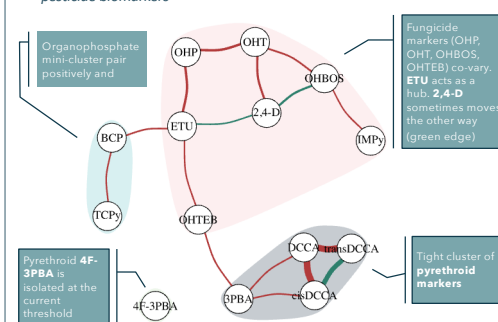 pesticide biomarkers
Organophosphate
mini-cluster pair
positively and
Fungicide
markers (OHP,
OHT, OHBOS,
OHTEB) co-vary.
ETU acts as a
hub. 2,4-D
sometimes moves
the other way
(green edge)
OHP
OHT
OHBOS
2,4-D
ETU
BCP
IMPy
TCPy
OHTEB
DCCA
transDCCA
cisDCCA
3PBA
4F-3PBA
Pyrethroid 4F-
3PBA is
isolated at the
current
threshold
Tight cluster of
pyrethroid
markers